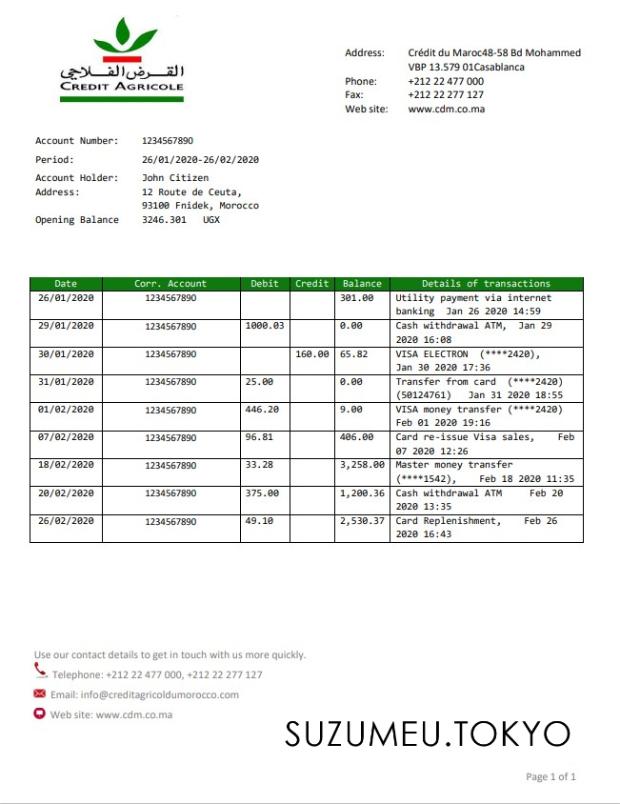 القرض الفلاحي
CREDIT AGRICOLE
Address: Crédit du Maroc48-58 Bd Mohammed
VBP 13.579 01Casablanca
Phone: +212 22 477 000
Fax: +212 22 277 127
Web site: www.cdm.co.ma
Account Number: 1234567890
Period: 26/01/2020-26/02/2020
Account Holder: John Citizen
Address: 12 Route de Ceuta,
93100 Fnidek, Morocco
Opening Balance 3246.301 UGX
Date Corr. Account Debit Credit Balance Details of transactions
26/01/2020 1234567890 301.00 Utility payment via internet
banking Jan 26 2020 14:59
29/01/2020 1234567890 1000.03 0.00 Cash withdrawal ATM, Jan 29
2020 16:08
30/01/2020 1234567890 160.00 65.82 VISA ELECTRON (****2420),
Jan 30 2020 17:36
31/01/2020 1234567890 25.00 0.00 Transfer from card (****2420)
(50124761) Jan 31 2020 18:55
01/02/2020 1234567890 446.20 9.00 VISA money transfer (****2420)
Feb 01 2020 19:16
07/02/2020 1234567890 96.81 406.00 Card re-issue Visa sales, Feb
07 2020 12:26
18/02/2020 1234567890 33.28 3,258.00 Master money transfer
(****1542), Feb 18 2020 11:35
20/02/2020 1234567890 375.00 1,200.36 Cash withdrawal ATM Feb 20
2020 13:35
26/02/2020 1234567890 49.10 2,530.37 Card Replenishment, Feb 26
2020 16:43
Use our contact details to get in touch with us more quickly.
Telephone: +212 22 477 000, +212 22 277 127
Email: info@creditagricoldumorocco.com
Web site: www.cdm.co.ma
SUZUMEU.TOKYO
Page 1 of 1